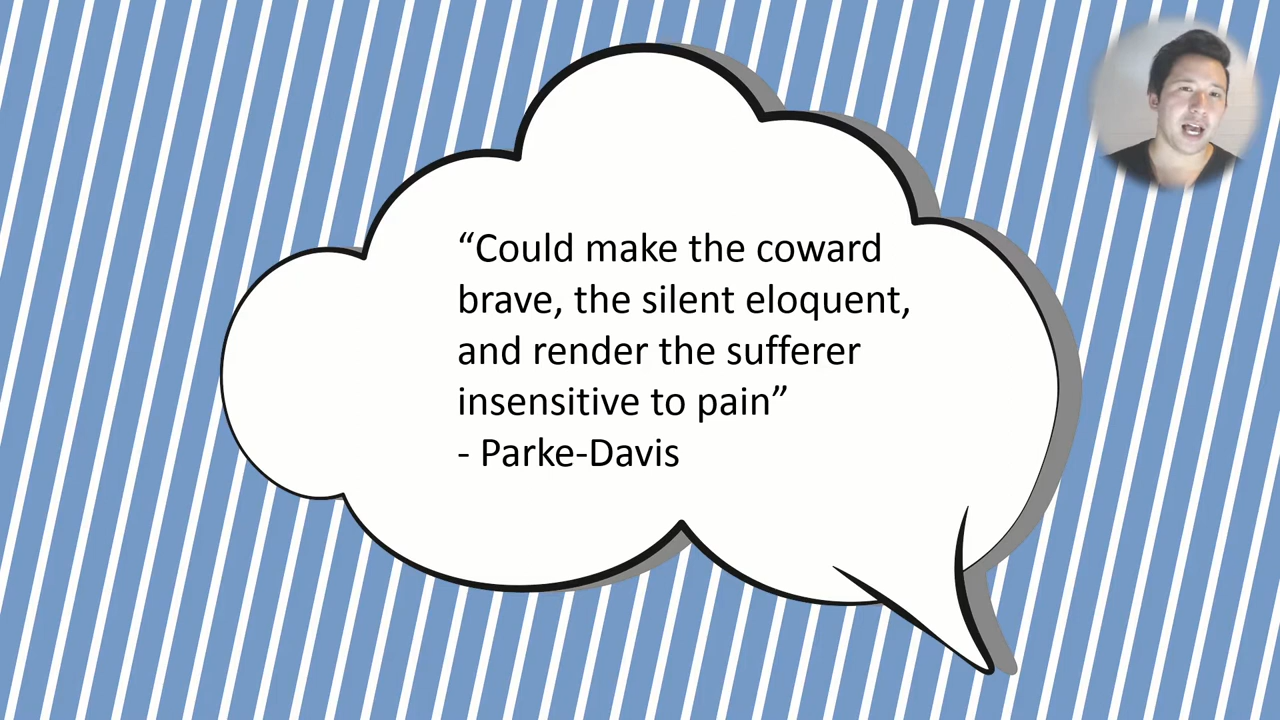 “Could make the coward
brave, the silent eloquent,
and render the sufferer
insensitive to pain”
- Parke-Davis